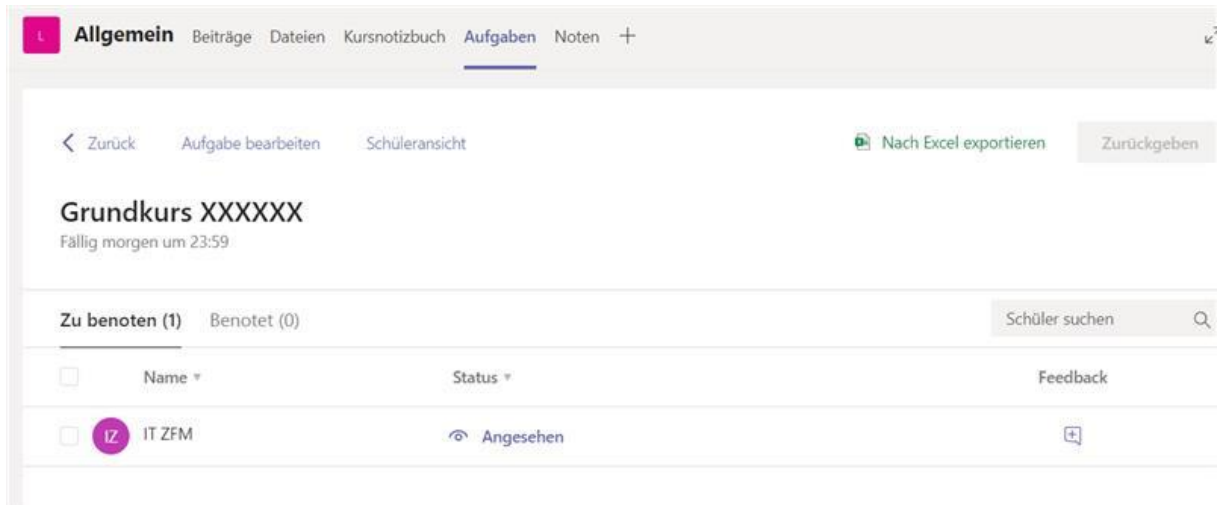 L Allgemein Beiträge Dateien Kursnotizbuch Aufgaben Noten +
Zurück Aufgabe bearbeiten Schüleransicht Nach Excel exportieren Zurückgeben
Grundkurs XXXXXX
Fällig morgen um 23:59
Zu benoten (1) Benotet (0) Schüler suchen
Name Status Feedback
IZ IT ZFM Angesehen